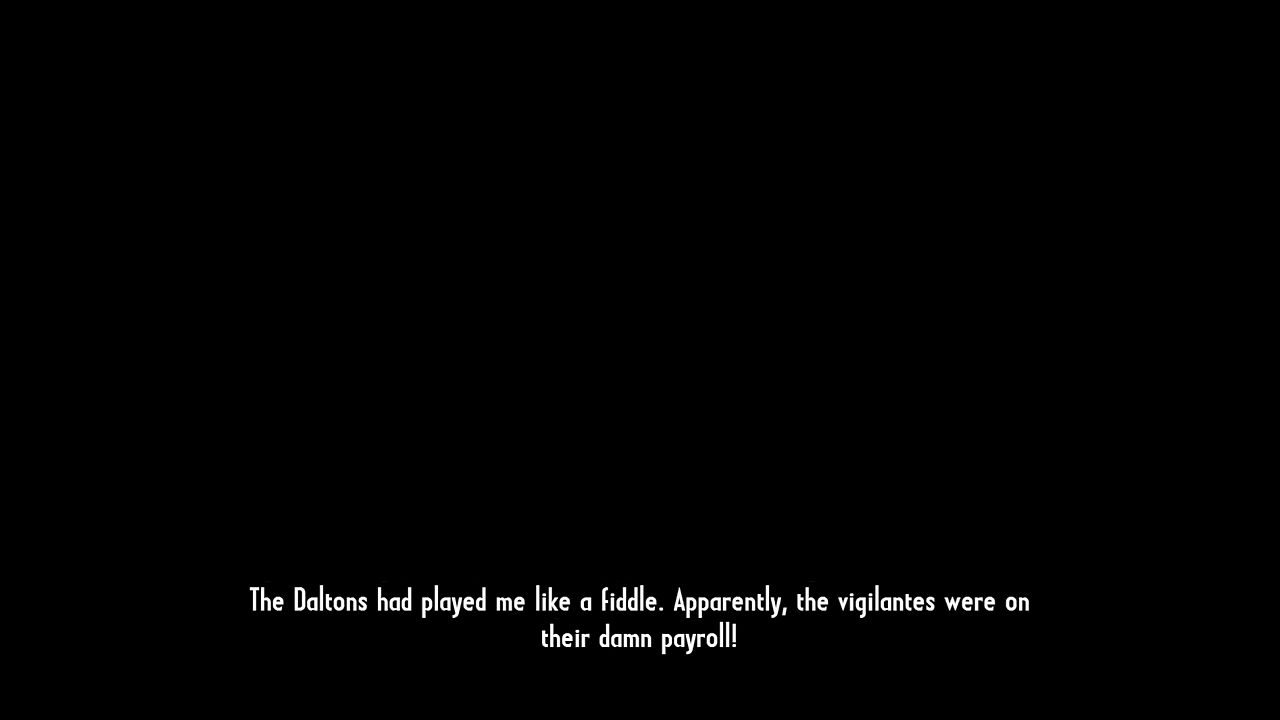 The Daltons had played me like a fiddle. Apparently, the vigilantes were on
their damn payroll!